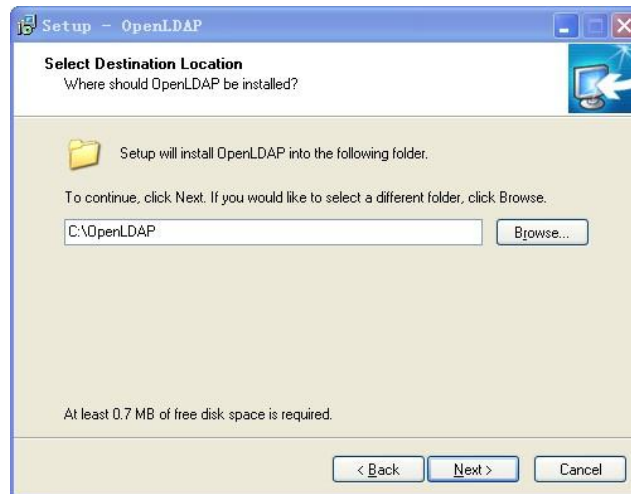 Setup - OpenLDAP
Select Destination Location
Where should OpenLDAP be installed?
Setup will install OpenLDAP into the following folder.
To continue, click Next. If you would like to select a different folder, click Browse.
C:\OpenLDAP
Browse...
At least 0.7 MB of free disk space is required.
< Back
Next >
Cancel